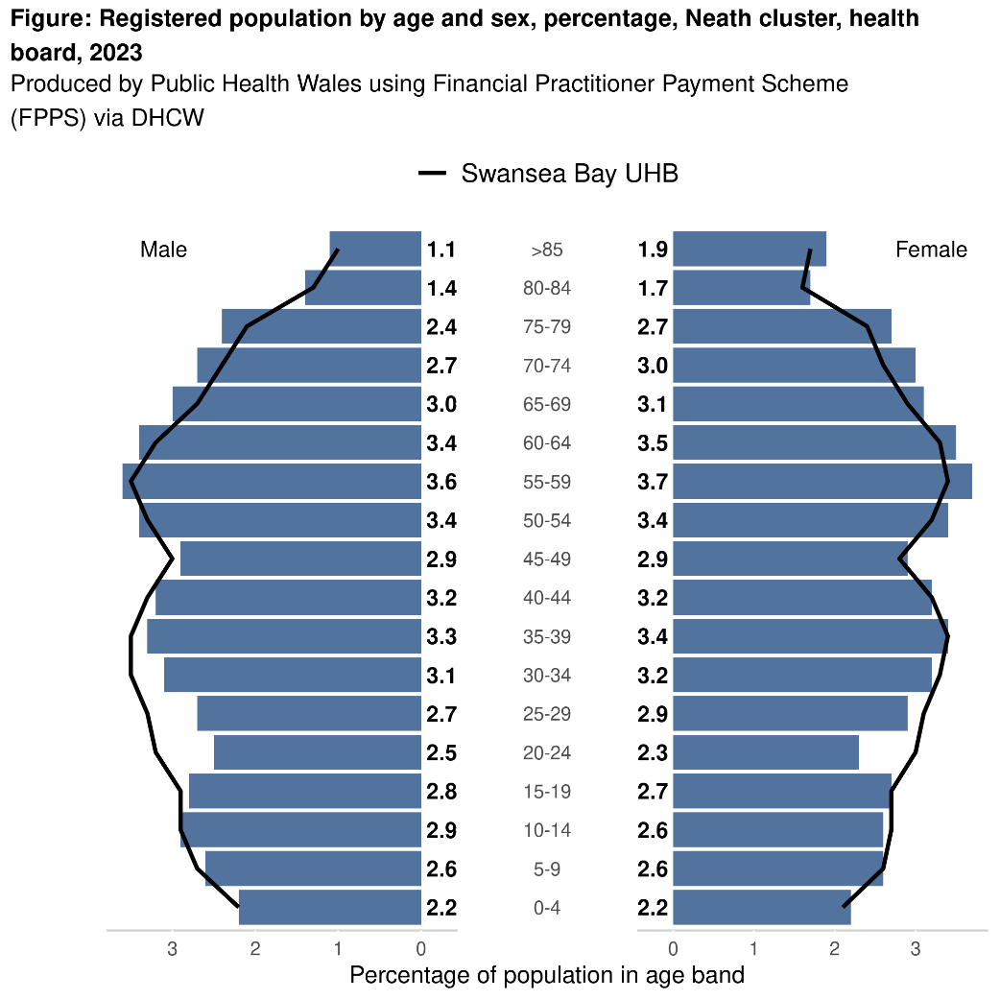 Figure: Registered population by age and sex, percentage, Neath cluster, health
board, 2023
Produced by Public Health Wales using Financial Practitioner Payment Scheme
(FPPS) via DHCW
Swansea Bay UHB
Male 1.1 >85 1.9 Female
1.4 80-84 1.7
2.4 75-79 2.7
2.7 70-74 3.0
3.0 65-69 3.1
3.4 60-64 3.5
3.6 55-59 3.7
3.4 50-54 3.4
2.9 45-49 2.9
3.2 40-44 3.2
3.3 35-39 3.4
3.1 30-34 3.2
2.7 25-29 2.9
2.5 20-24 2.3
2.8 15-19 2.7
2.9 10-14 2.6
2.6 5-9 2.6
2.2 0-4 2.2
3 2 1 0 0 1 2 3
Percentage of population in age band